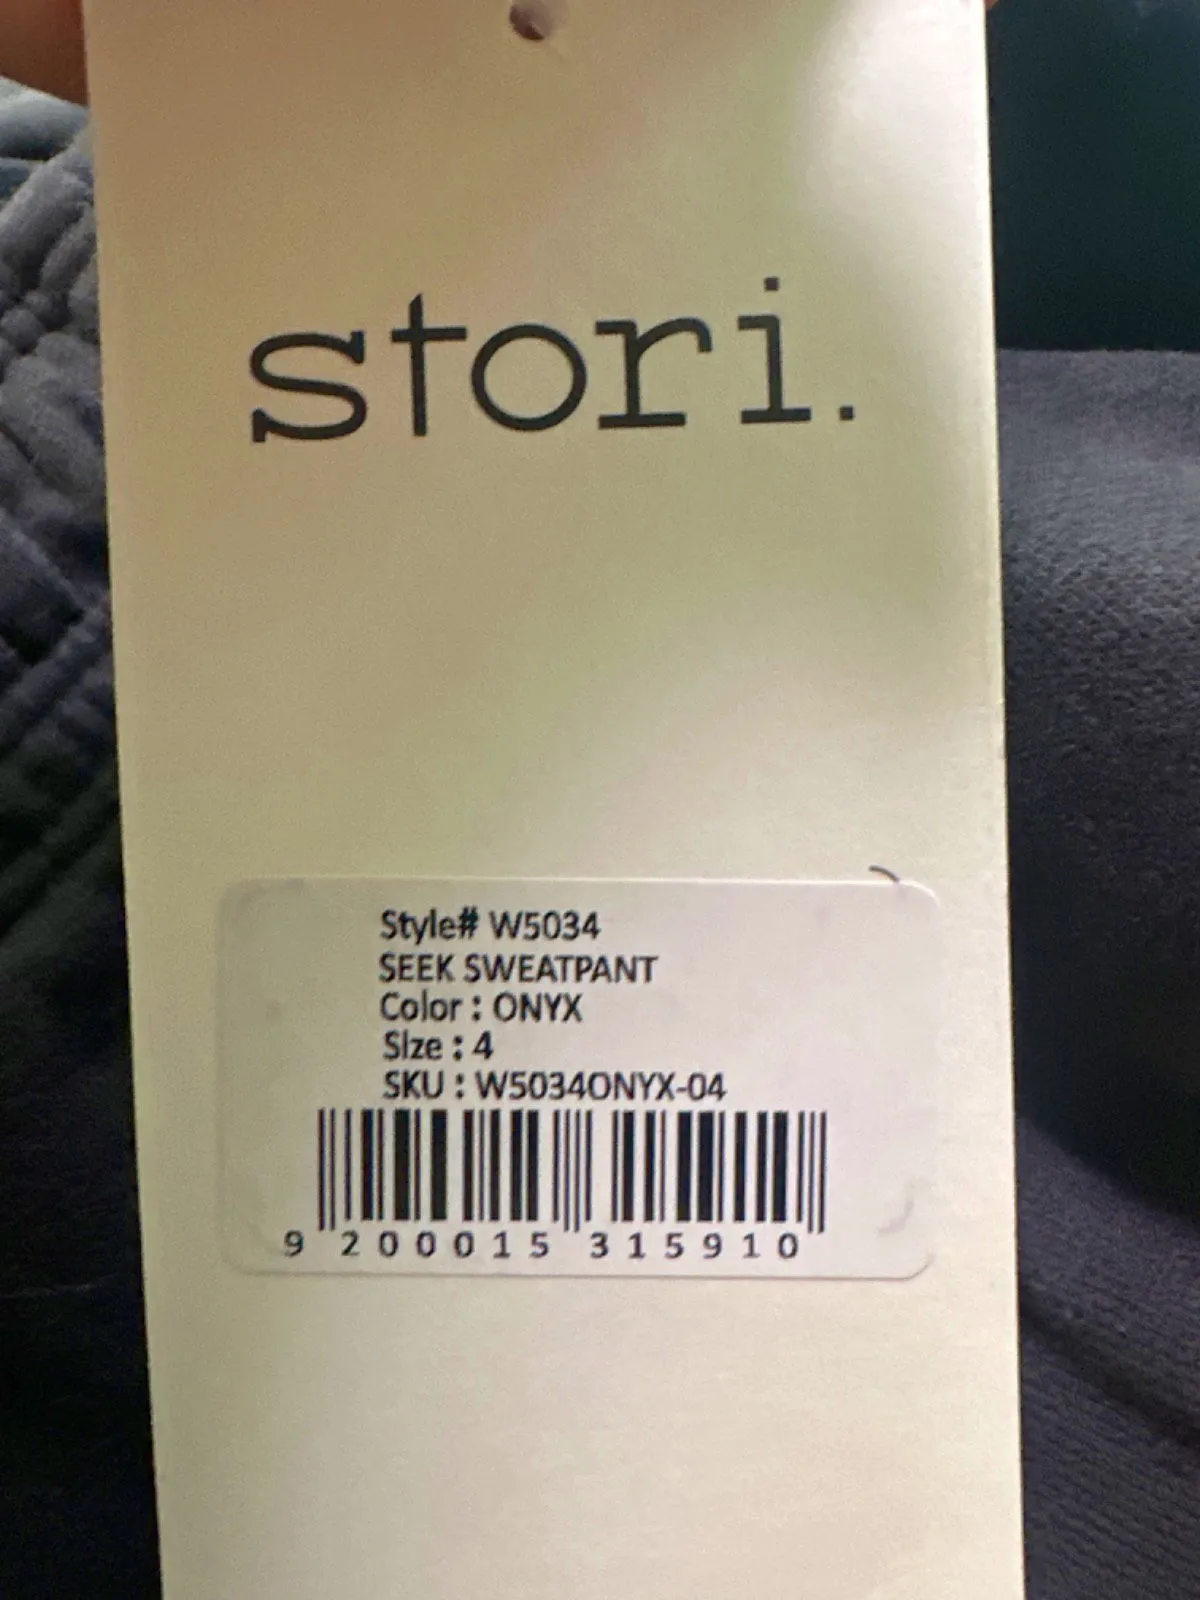 stori.
Style# W5034
SEEK SWEATPANT
Color : ONYX
Size : 4
SKU : W5034ONYX-04
9 200015 315910